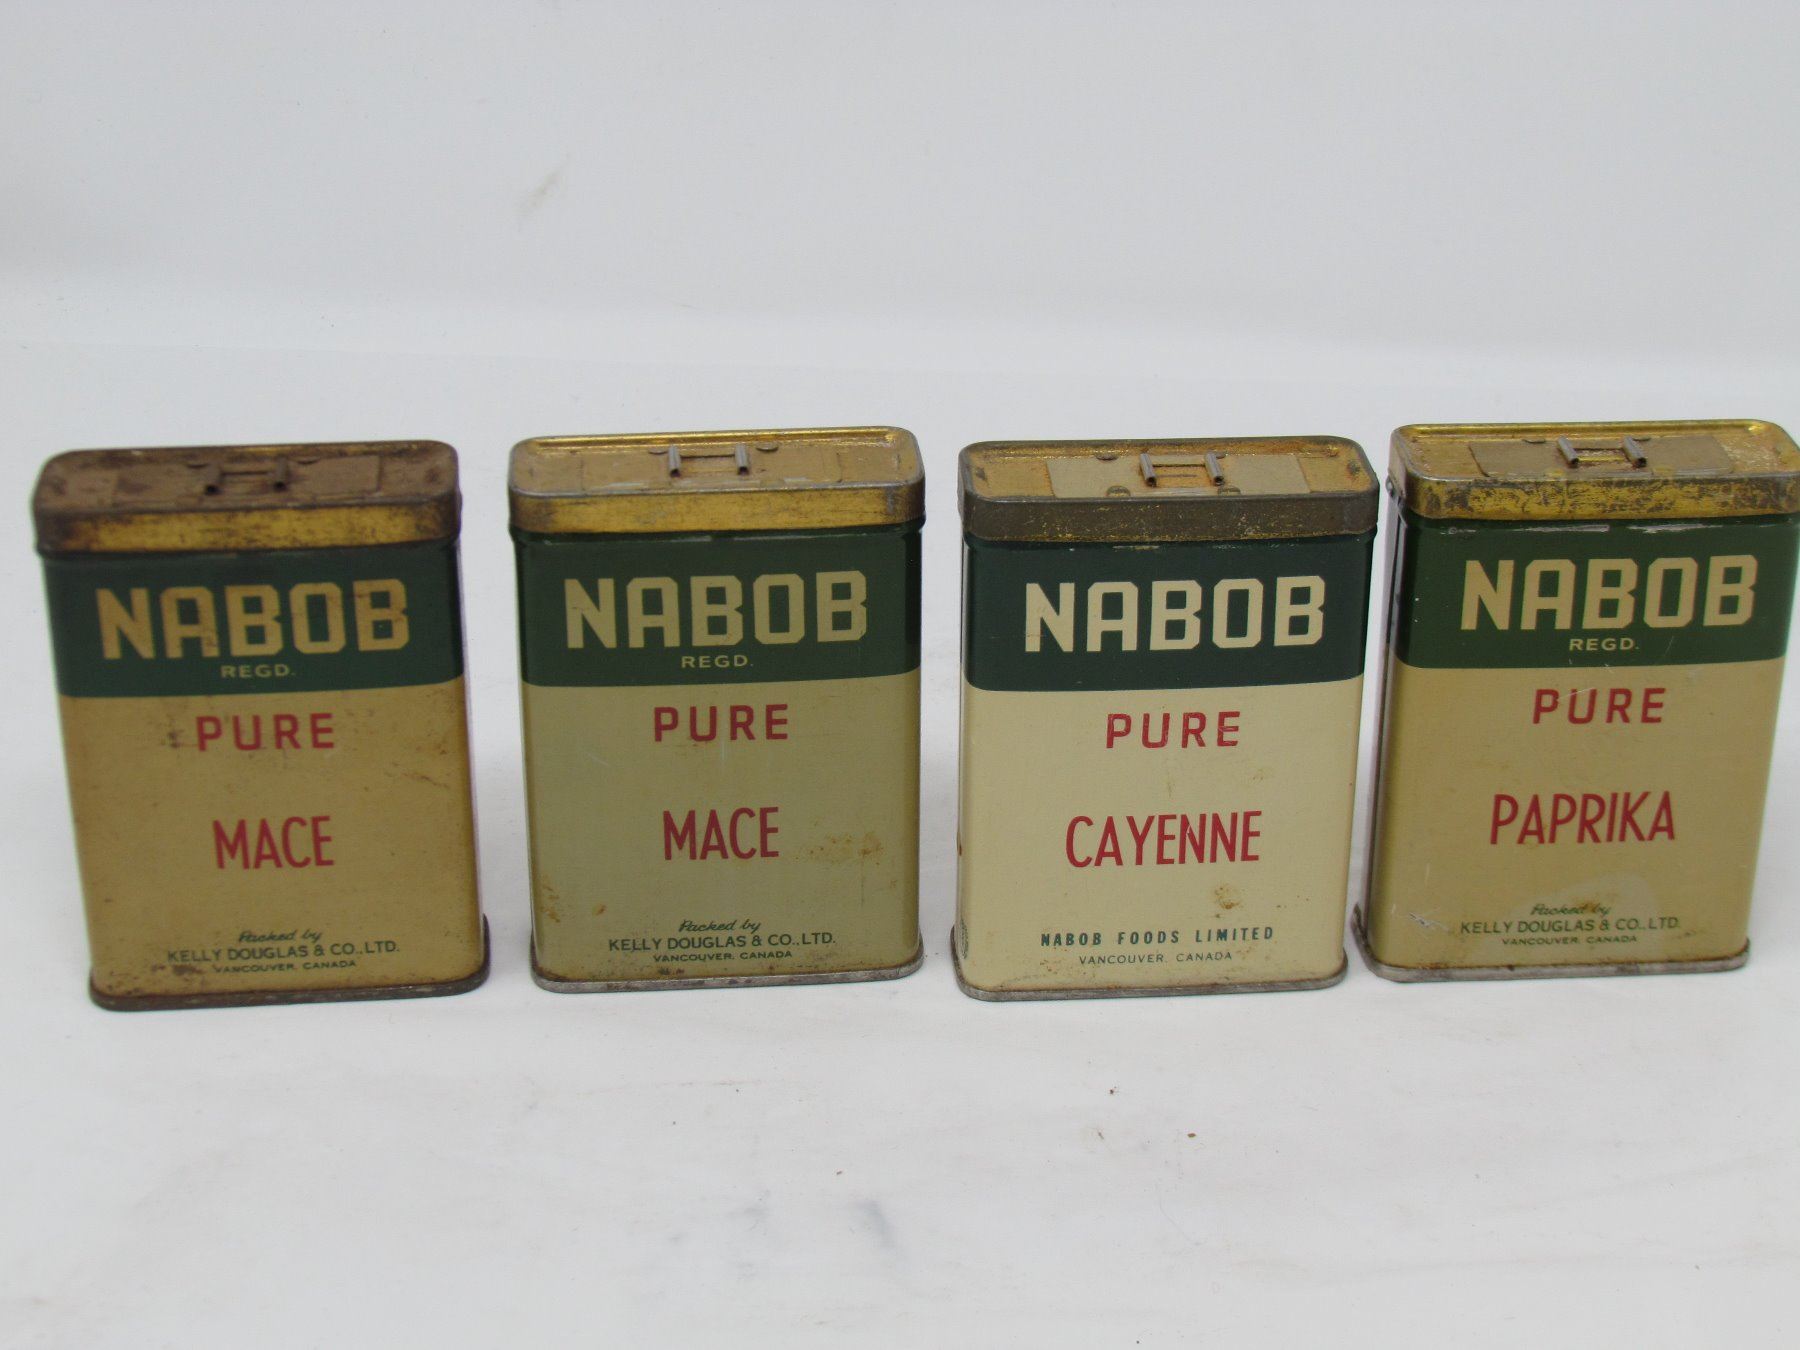 NABOB
REGD.
PURE
MACE
Packed by
KELLY DOUGLAS & CO., LTD.
VANCOUVER. CANADA
NABOB
REGD.
PURE
MACE
Packed by
KELLY DOUGLAS & CO., LTD.
VANCOUVER. CANADA
NABOB
PURE
CAYENNE
NABOB FOODS LIMITED
VANCOUVER. CANADA
NABOB
REGD.
PURE
PAPRIKA
Packed by
KELLY DOUGLAS & CO., LTD.
VANCOUVER. CANADA